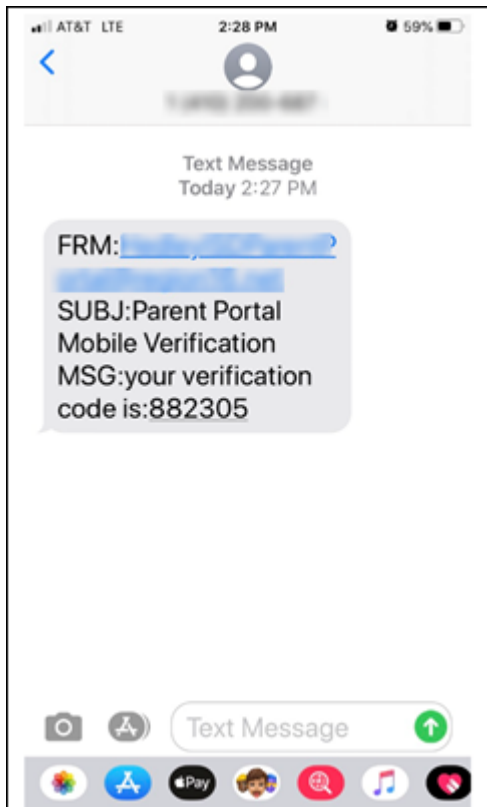 AT&T LTE 2:28 PM 59%
Text Message
Today 2:27 PM
FRM:
SUBJ:Parent Portal
Mobile Verification
MSG:your verification
code is:882305
Text Message
Pay